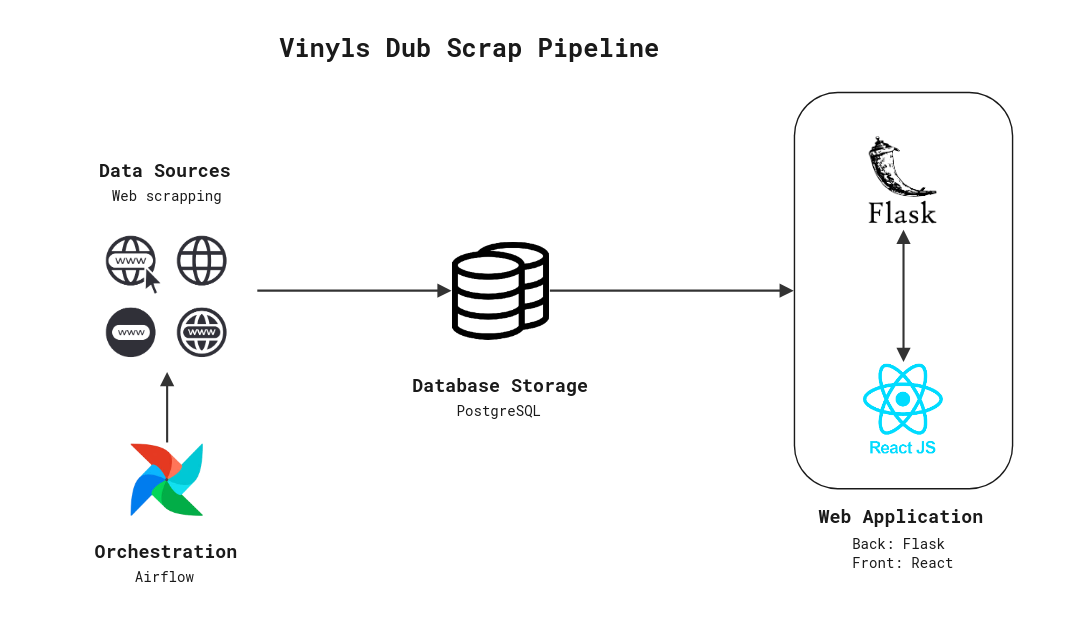 Vinyls Dub Scrap Pipeline
Data Sources
Web scrapping
www
www
www
Orchestration
Airflow
Database Storage
PostgreSQL
Flask
React JS
Web Application
Back: Flask
Front: React